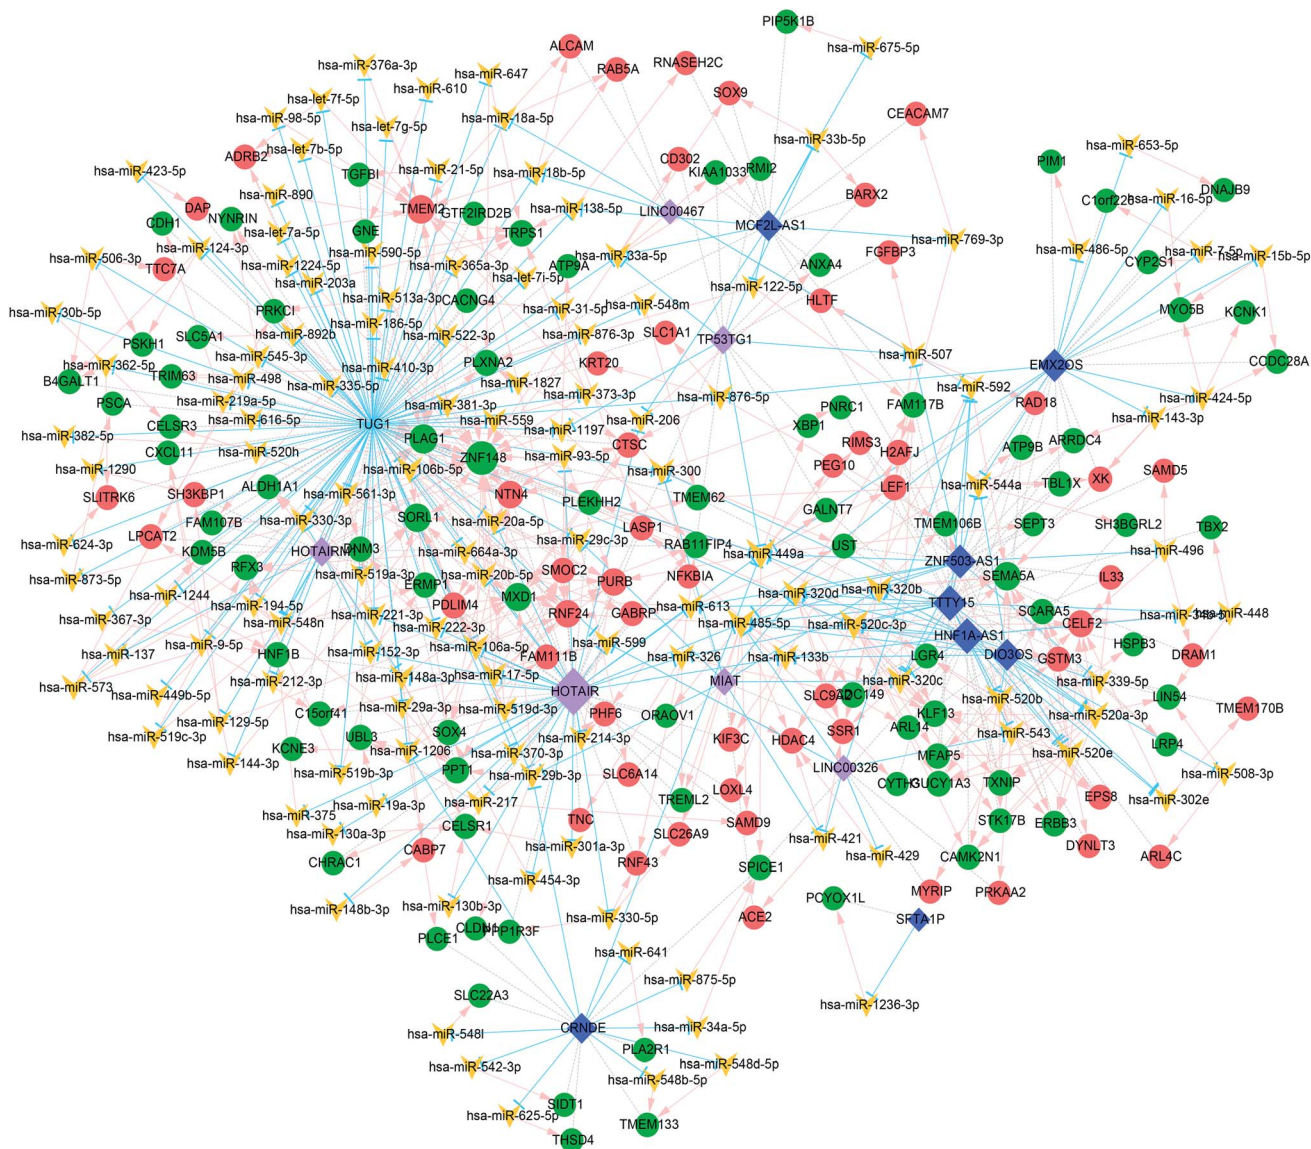 PIP5K1B
ALCAM
RAB5A
RNASEH2C
hsa-miR-675-5p
hsa-miR-376a-3p
hsa-miR-647
hsa-miR-610
SOX9
hsa-let-7f-5p
hsa-miR-98-5p
hsa-let-7g-5p
hsa-miR-18a-5p
CEACAM7
hsa-miR-33b-5p
hsa-miR-653-5p
hsa-let-7b-5p
ADRB2
CD302
KIAA1033
RMI2
PIM1
hsa-miR-423-5p
TGFBI
hsa-miR-21-5p
hsa-miR-18b-5p
DNAJB9
hsa-miR-890
BARX2
hsa-miR-16-5p
DAP
NYNRIN
CDH1
TMEM2
GTF2IRD2B
hsa-miR-138-5p
LINC00467
MCF2L-AS1
hsa-let-7a-5p
GNE
TRPS1
hsa-miR-769-3p
hsa-miR-124-3p
hsa-miR-590-5p
hsa-miR-33a-5p
FGFBP3
hsa-miR-486-5p
hsa-miR-7-5p
hsa-miR-15b-5p
hsa-miR-506-3p
TTC7A
hsa-miR-1224-5p
hsa-miR-365a-3p
ATP9A
ANXA4
CYP2S1
hsa-miR-203a
hsa-let-7i-5p
hsa-miR-122-5p
HLTF
hsa-miR-30b-5p
PRKCI
hsa-miR-513a-3p
CACNG4
hsa-miR-31-5p
hsa-miR-548m
MYO5B
KCNK1
hsa-miR-186-5p
hsa-miR-892b
hsa-miR-522-3p
hsa-miR-876-3p
SLC1A1
TP53TG1
PSKH1
SLC5A1
hsa-miR-545-3p
hsa-miR-507
EMX2OS
CCDC28A
hsa-miR-362-5p
PLXNA2
KRT20
hsa-miR-410-3p
B4GALT1
TRIM63
hsa-miR-498
hsa-miR-335-5p
hsa-miR-1827
hsa-miR-373-3p
hsa-miR-876-5p
hsa-miR-592
RAD18
hsa-miR-424-5p
PSCA
hsa-miR-219a-5p
hsa-miR-381-3p
PNRC1
FAM117B
hsa-miR-143-3p
hsa-miR-616-5p
TUG1
hsa-miR-559
hsa-miR-1197
hsa-miR-206
XBP1
CELSR3
hsa-miR-382-5p
PLAG1
RIMS3
H2AFJ
ATP9B
ARRDC4
CXCL11
hsa-miR-520h
ZNF148
hsa-miR-93-5p
CTSC
PEG10
hsa-miR-1290
hsa-miR-106b-5p
hsa-miR-300
LEF1
hsa-miR-544a
TBL1X
XK
SAMD5
SLITRK6
SH3KBP1
ALDH1A1
hsa-miR-561-3p
NTN4
PLEKHH2
TMEM62
GALNT7
FAM107B
hsa-miR-330-3p
SORL1
hsa-miR-20a-5p
LASP1
TMEM106B
SEPT3
SH3BGRL2
TBX2
LPCAT2
KDM5B
hsa-miR-29c-3p
RAB11FIP4
UST
hsa-miR-624-3p
DNM3
hsa-miR-664a-3p
hsa-miR-449a
ZNF503-AS1
hsa-miR-496
RFX3
hsa-miR-519a-3p
hsa-miR-20b-5p
SMOC2
NFKBIA
SEMA5A
IL33
hsa-miR-873-5p
ERMP1
MXD1
PURB
hsa-miR-320d
hsa-miR-320b
hsa-miR-1244
PDLIM4
RNF24
GABRP
hsa-miR-613
TTTY15
SCARA5
hsa-miR-448
hsa-miR-367-3p
hsa-miR-194-5p
hsa-miR-221-3p
hsa-miR-485-5p
hsa-miR-520c-3p
CELF2
hsa-miR-548n
hsa-miR-222-3p
HNF1A-AS1
hsa-miR-137
hsa-miR-9-5p
hsa-miR-106a-5p
hsa-miR-599
HSPB3
HNF1B
hsa-miR-152-3p
FAM111B
hsa-miR-326
hsa-miR-133b
LGR4
DIO3OS
GSTM3
DRAM1
hsa-miR-17-5p
hsa-miR-573
hsa-miR-449b-5p
hsa-miR-212-3p
hsa-miR-148a-3p
HOTAIR
MIAT
hsa-miR-320c
hsa-miR-339-5p
LIN54
hsa-miR-29a-3p
hsa-miR-519d-3p
hsa-miR-520b
TMEM170B
C15orf41
PHF6
ORAOV1
KLF13
hsa-miR-520a-3p
hsa-miR-129-5p
hsa-miR-519c-3p
SOX4
hsa-miR-214-3p
KIF3C
HDAC4
SSR1
ARL14
hsa-miR-543
UBL3
LRP4
KCNE3
hsa-miR-1206
hsa-miR-370-3p
MFAP5
hsa-miR-520e
hsa-miR-144-3p
hsa-miR-519b-3p
PPT1
hsa-miR-29b-3p
SLC6A14
LINC00326
hsa-miR-508-3p
LOXL4
GUCY1A3
TXNIP
EPS8
hsa-miR-302e
hsa-miR-19a-3p
hsa-miR-217
TREML2
hsa-miR-375
TNC
SAMD9
STK17B
ERBB3
hsa-miR-130a-3p
CELSR1
SLC26A9
hsa-miR-421
hsa-miR-301a-3p
hsa-miR-429
DYNLT3
ARL4C
CHRAC1
CABP7
RNF43
SPICE1
CAMK2N1
hsa-miR-454-3p
MYRIP
PRKAA2
hsa-miR-148b-3p
hsa-miR-130b-3p
hsa-miR-330-5p
ACE2
PCYOX1L
SFTA1P
CLDN1
PPP1R3F
PLCE1
hsa-miR-641
hsa-miR-875-5p
SLC22A3
hsa-miR-1236-3p
CRNDE
hsa-miR-34a-5p
hsa-miR-548l
PLA2R1
hsa-miR-542-3p
hsa-miR-548d-5p
hsa-miR-548b-5p
SIDT1
hsa-miR-625-5p
TMEM133
THSD4